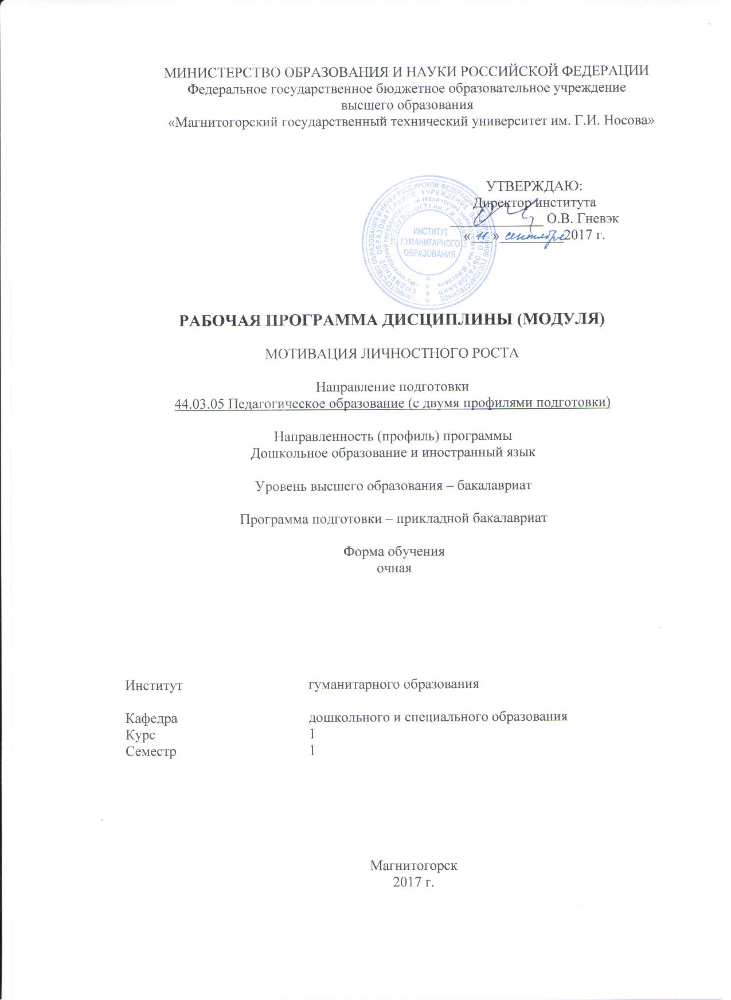 МИНИСТЕРСТВО ОБРАЗОВАНИЯ И НАУКИ РОССИЙСКОЙ ФЕДЕРАЦИИ
Федеральное государственное бюджетное образовательное учреждение
высшего образования
«Магнитогорский государственный технический университет им. Г.И. Носова»
УТВЕРЖДАЮ:
Директор института
О.В. Гневэк
« 11 » сентября 2017 г.
ИНСТИТУТ
ГУМАНИТАРНОГО
ОБРАЗОВАНИЯ
РАБОЧАЯ ПРОГРАММА ДИСЦИПЛИНЫ (МОДУЛЯ)
МОТИВАЦИЯ ЛИЧНОСТНОГО РОСТА
Направление подготовки
44.03.05 Педагогическое образование (с двумя профилями подготовки)
Направленность (профиль) программы
Дошкольное образование и иностранный язык
Уровень высшего образования – бакалавриат
Программа подготовки – прикладной бакалавриат
Форма обучения
очная
Институт гуманитарного образования
Кафедра дошкольного и специального образования
Курс 1
Семестр 1
Магнитогорск
2017 г.